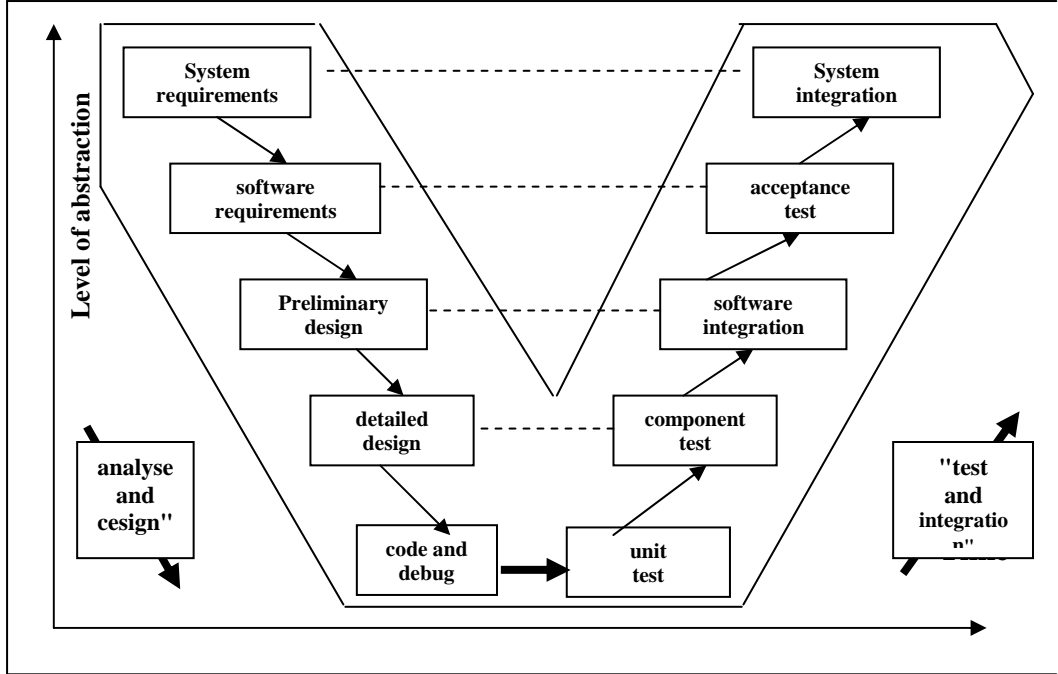 Level of abstraction
System
requirements
System
integration
software
requirements
acceptance
test
Preliminary
design
software
integration
detailed
design
component
test
code and
debug
unit
test
analyse
and
cesign"
"test
and
integratio
n"